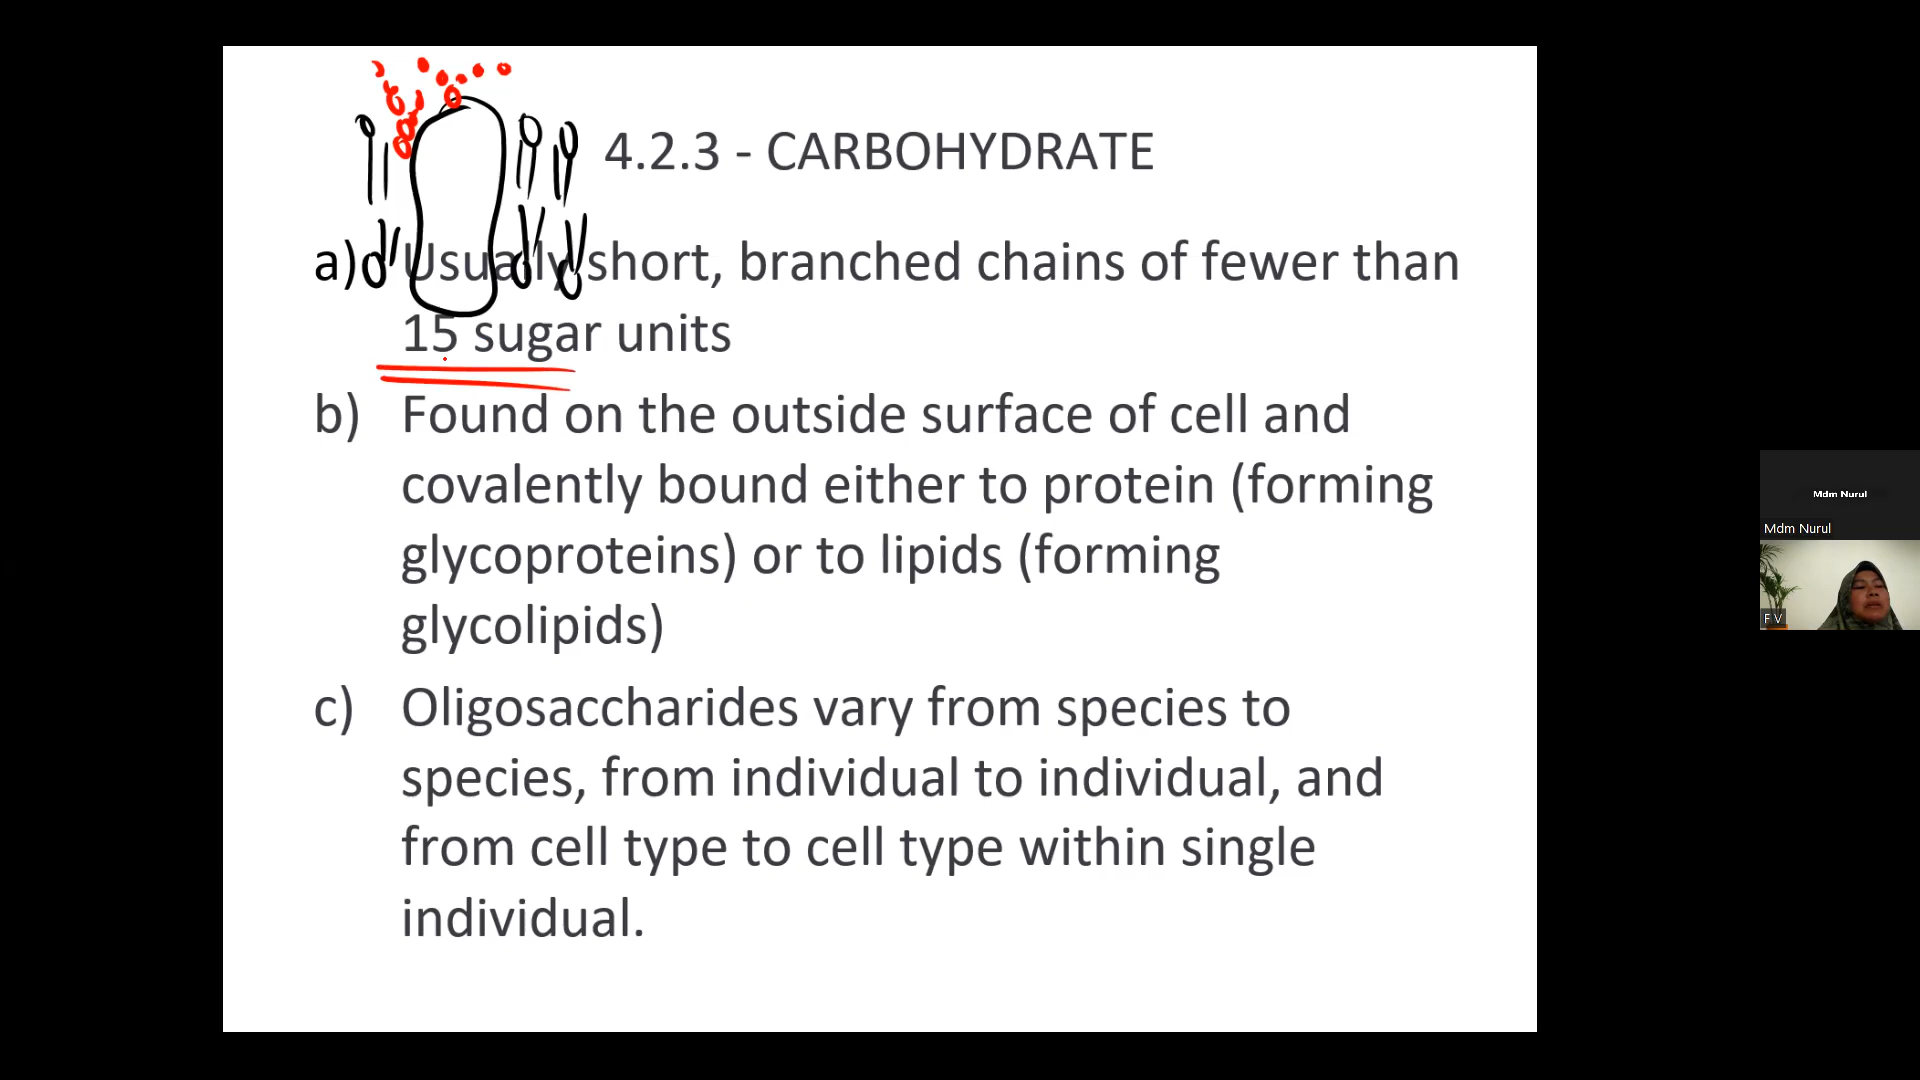 4.2.3 - CARBOHYDRATE
a) Usually short, branched chains of fewer than
15 sugar units
b) Found on the outside surface of cell and
covalently bound either to protein (forming
glycoproteins) or to lipids (forming
glycolipids)
c) Oligosaccharides vary from species to
species, from individual to individual, and
from cell type to cell type within single
individual.
Mdm Nurul
Mdm Nurul
F V